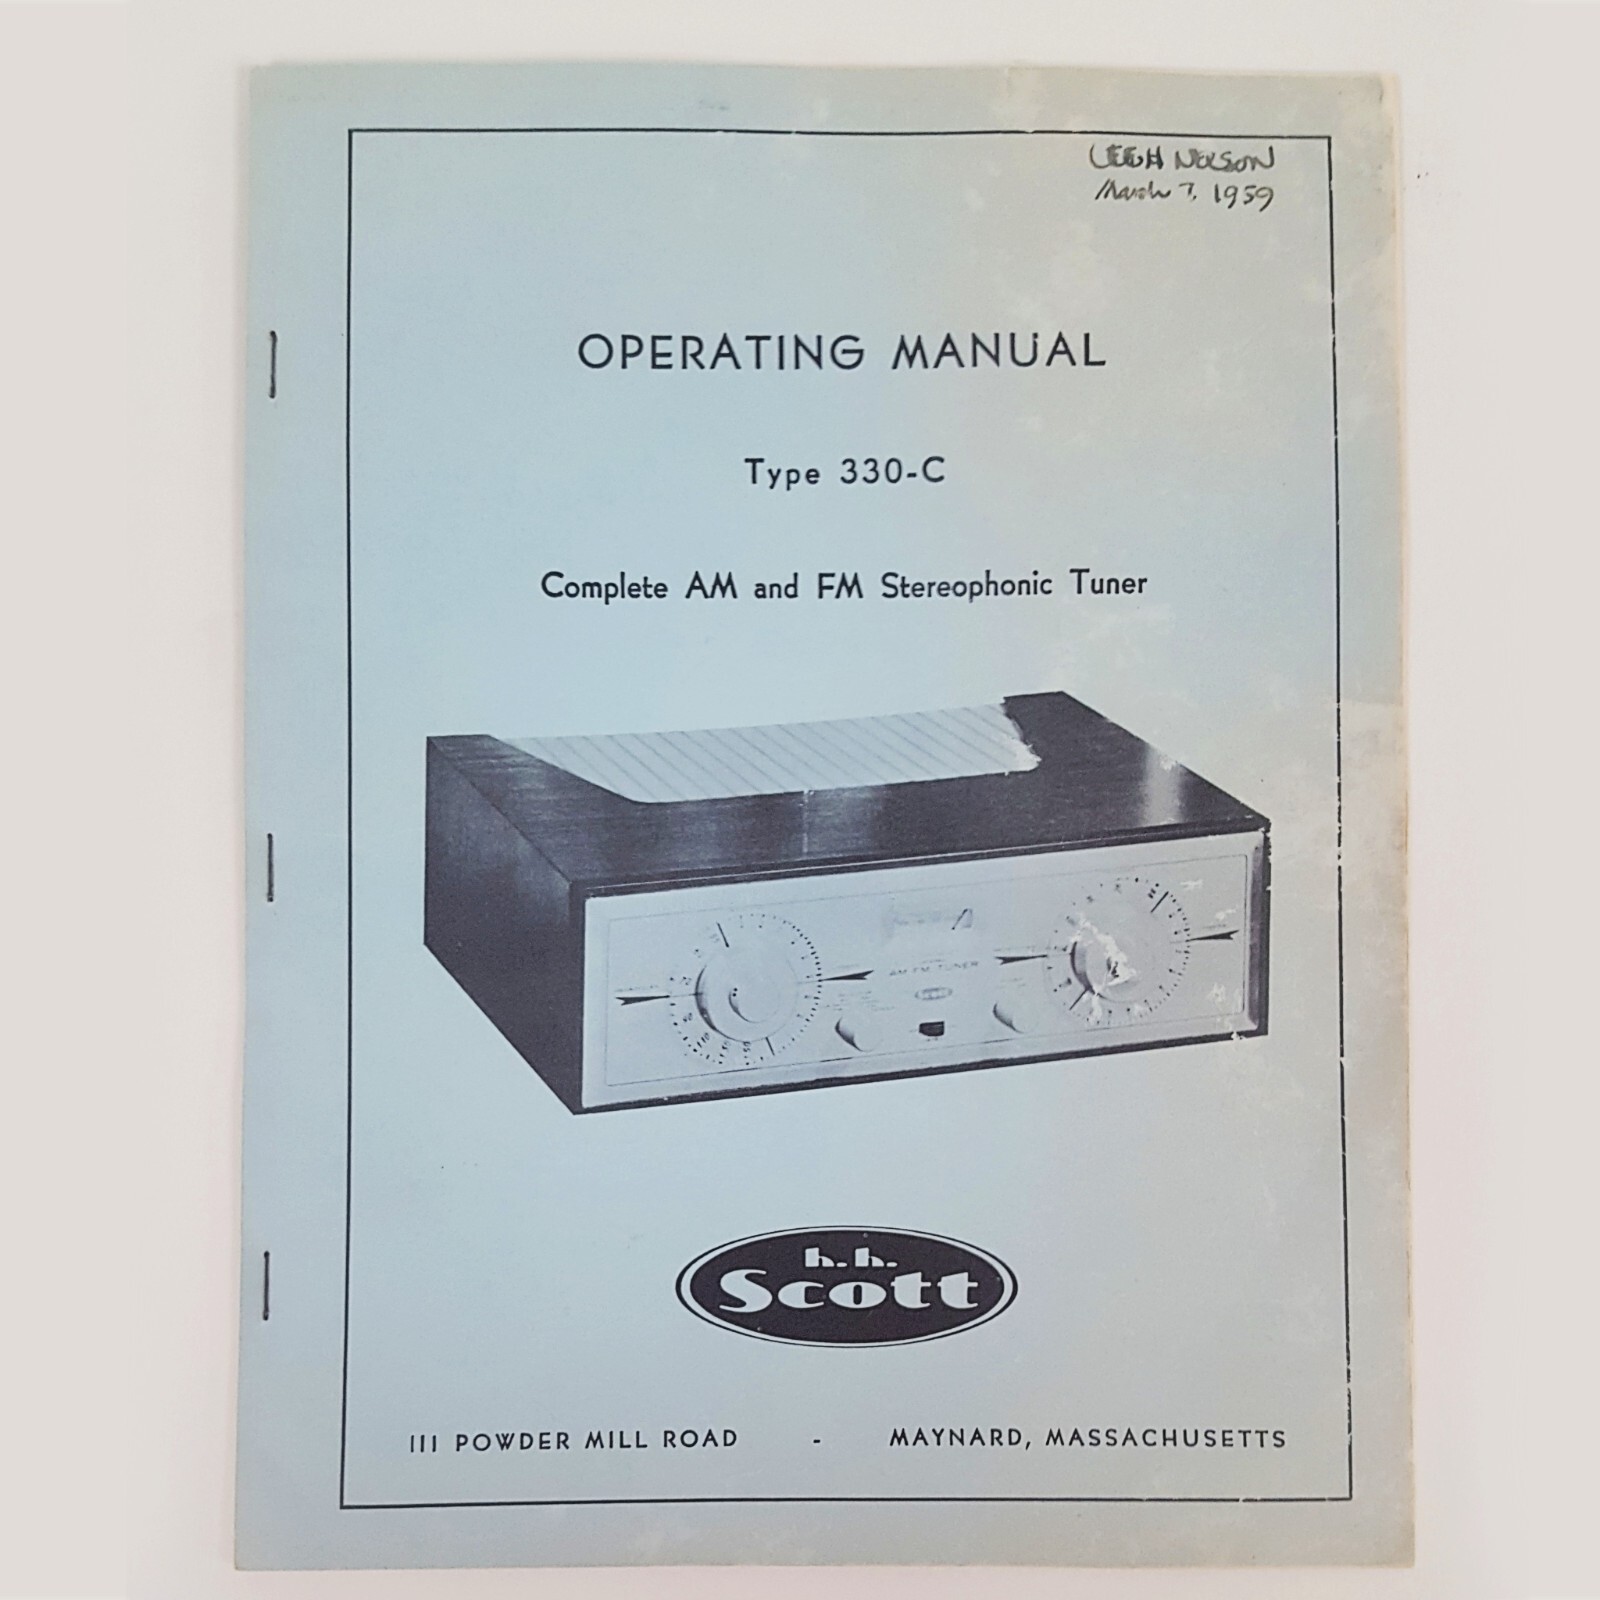 LEEH NELSON
March 7, 1959
OPERATING MANUAL
Type 330-C
Complete AM and FM Stereophonic Tuner
AM FM TUNER
h.h.
Scott
111 POWDER MILL ROAD - MAYNARD, MASSACHUSETTS